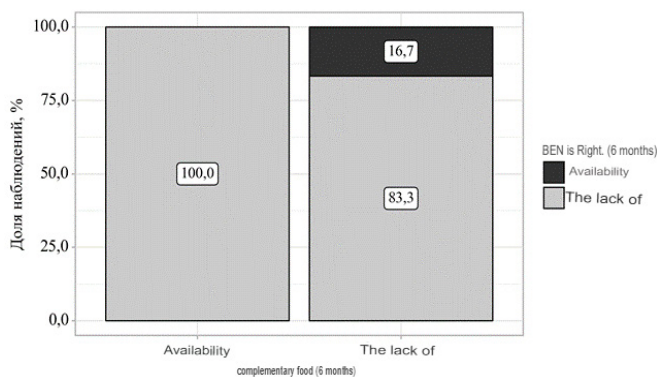 Доля наблюдений, %
100,0
75,0
50,0
25,0
0,0
100,0
16,7
83,3
Availability
The lack of
complementary food (6 months)
BEN is Right. (6 months)
Availability
The lack of